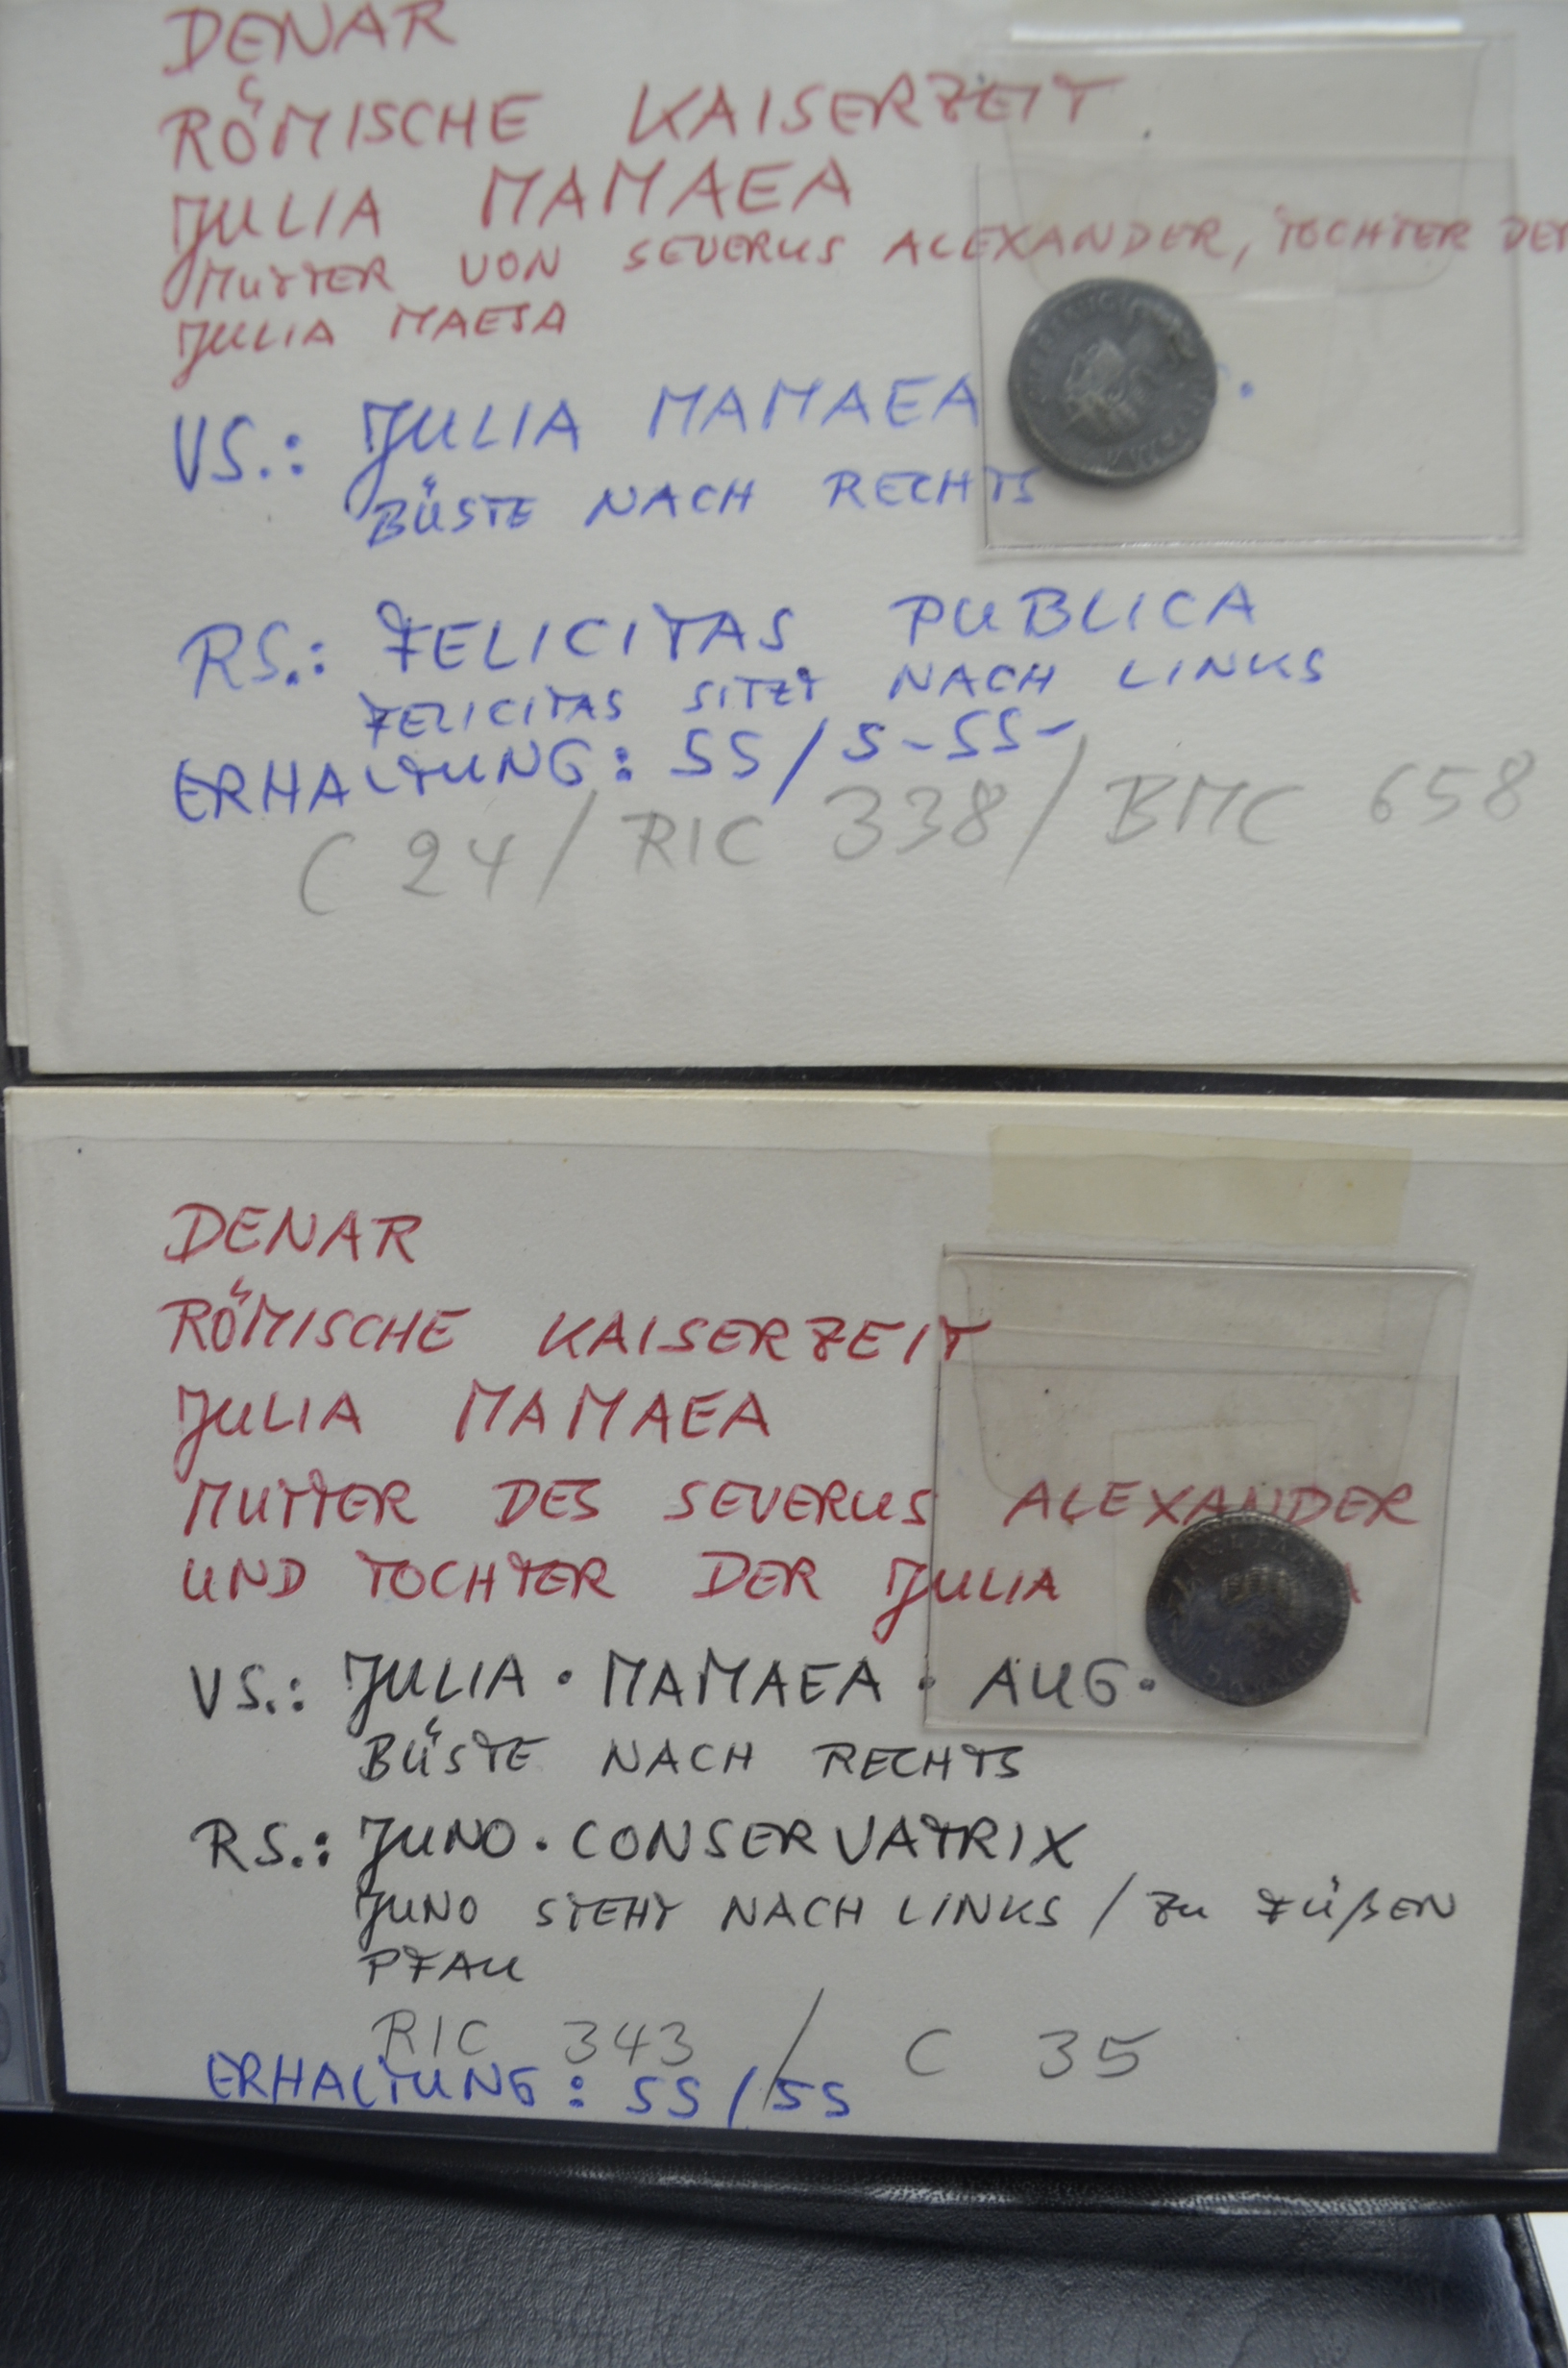 DENAR
RÖMISCHE KAISERZEIT
JULIA MAMAEA
MUTTER VON SEVERUS ALEXANDER, TOCHTER DER
JULIA MAESA
VS.: JULIA MAMAEA
BÜSTE NACH RECHTS
RS.: FELICITAS PUBLICA
FELICITAS SITZT NACH LINKS
ERHALTUNG: SS / S-SS-
C 24 / RIC 338 / BMC 658
DENAR
RÖMISCHE KAISERZEIT
JULIA MAMAEA
MUTTER DES SEVERUS ALEXANDER
UND TOCHTER DER JULIA
VS.: JULIA · MAMAEA · AUG.
BÜSTE NACH RECHTS
RS.: JUNO · CONSERVATRIX
JUNO STEHT NACH LINKS / ZU FÜßEN
PFAU
RIC 343 / C 35
ERHALTUNG: SS / SS